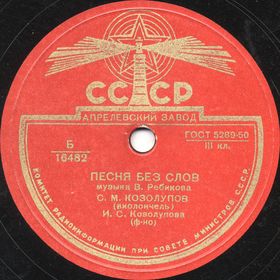 СССР
АПРЕЛЕВСКИЙ ЗАВОД
Б
16482
ГОСТ 5289-50
III кл.
ПЕСНЯ БЕЗ СЛОВ
музыка В. Ребикова
С. М. КОЗОЛУПОВ
(виолончель)
И. С. Козолупова
(ф-но)
КОМИТЕТ РАДИОИНФОРМАЦИИ ПРИ СОВЕТЕ МИНИСТРОВ СССР.